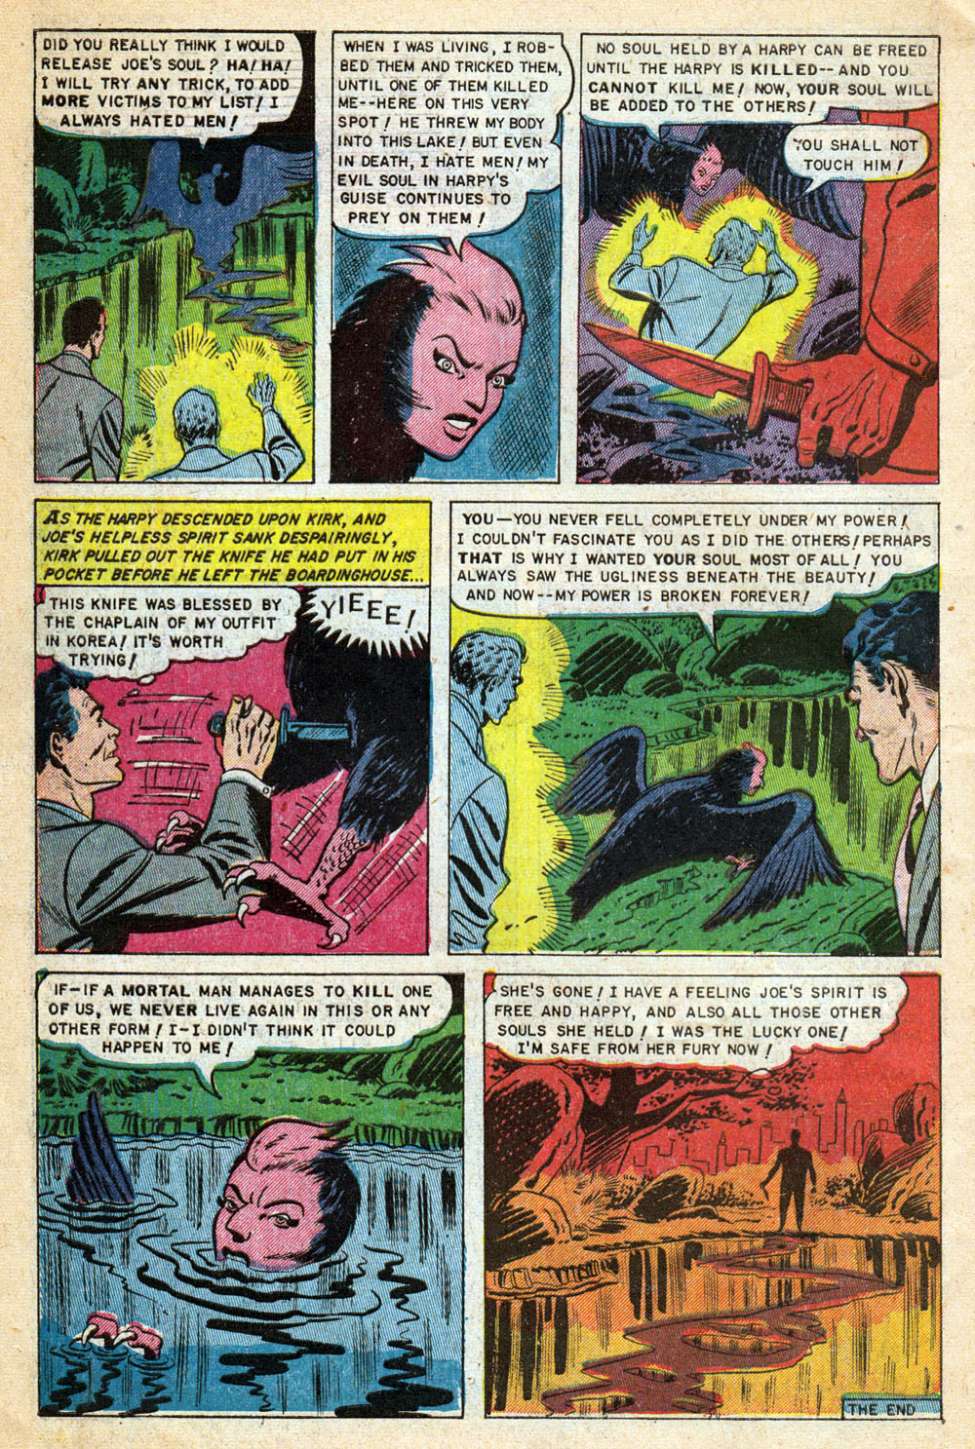 DID YOU REALLY THINK I WOULD
RELEASE JOE'S SOUL? HA! HA!
I WILL TRY ANY TRICK, TO ADD
MORE VICTIMS TO MY LIST! I
ALWAYS HATED MEN!
WHEN I WAS LIVING, I ROB-
BED THEM AND TRICKED THEM,
UNTIL ONE OF THEM KILLED
ME--HERE ON THIS VERY
SPOT! HE THREW MY BODY
INTO THIS LAKE! BUT EVEN
IN DEATH, I HATE MEN! MY
EVIL SOUL IN HARPY'S
GUISE CONTINUES TO
PREY ON THEM!
NO SOUL HELD BY A HARPY CAN BE FREED
UNTIL THE HARPY IS KILLED--AND YOU
CANNOT KILL ME! NOW, YOUR SOUL WILL
BE ADDED TO THE OTHERS!
YOU SHALL NOT
TOUCH HIM!
AS THE HARPY DESCENDED UPON KIRK, AND
JOE'S HELPLESS SPIRIT SANK DESPAIRINGLY,
KIRK PULLED OUT THE KNIFE HE HAD PUT IN HIS
POCKET BEFORE HE LEFT THE BOARDINGHOUSE...
THIS KNIFE WAS BLESSED BY
THE CHAPLAIN OF MY OUTFIT
IN KOREA! IT'S WORTH
TRYING!
YIEEE!
YOU--YOU NEVER FELL COMPLETELY UNDER MY POWER!
I COULDN'T FASCINATE YOU AS I DID THE OTHERS! PERHAPS
THAT IS WHY I WANTED YOUR SOUL MOST OF ALL! YOU
ALWAYS SAW THE UGLINESS BENEATH THE BEAUTY!
AND NOW--MY POWER IS BROKEN FOREVER!
IF--IF A MORTAL MAN MANAGES TO KILL ONE
OF US, WE NEVER LIVE AGAIN IN THIS OR ANY
OTHER FORM! I--I DIDN'T THINK IT COULD
HAPPEN TO ME!
SHE'S GONE! I HAVE A FEELING JOE'S SPIRIT IS
FREE AND HAPPY, AND ALSO ALL THOSE OTHER
SOULS SHE HELD! I WAS THE LUCKY ONE!
I'M SAFE FROM HER FURY NOW!
THE END